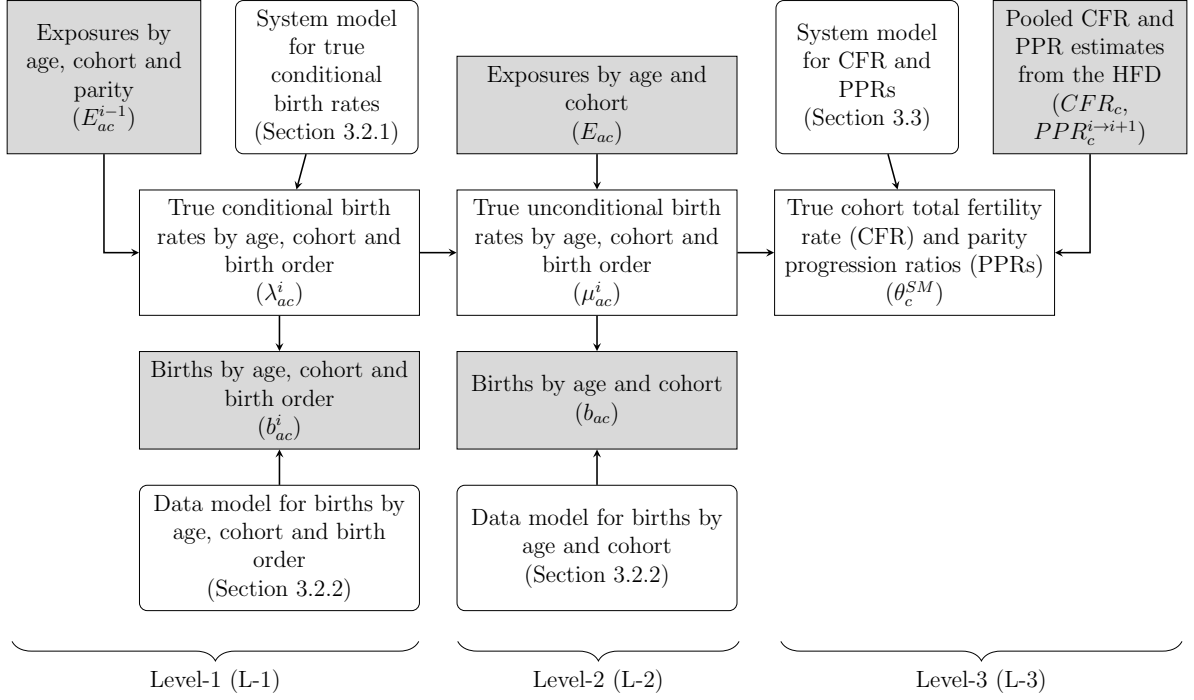 Exposures by
age, cohort and
parity
($E_{ac}^{i-1}$)
System model
for true
conditional
birth rates
(Section 3.2.1)
Exposures by age and
cohort
($E_{ac}$)
System model
for CFR and
PPRs
(Section 3.3)
Pooled CFR and
PPR estimates
from the HFD
($CFR_c$,
$PPR_c^{i \to i+1}$)
True conditional birth
rates by age, cohort and
birth order
($\lambda_{ac}^{i}$)
True unconditional birth
rates by age, cohort and
birth order
($\mu_{ac}^{i}$)
True cohort total fertility
rate (CFR) and parity
progression ratios (PPRs)
($\theta_c^{SM}$)
Births by age, cohort and
birth order
($b_{ac}^{i}$)
Births by age and cohort
($b_{ac}$)
Data model for births by
age, cohort and birth
order
(Section 3.2.2)
Data model for births by
age and cohort
(Section 3.2.2)
Level-1 (L-1)
Level-2 (L-2)
Level-3 (L-3)